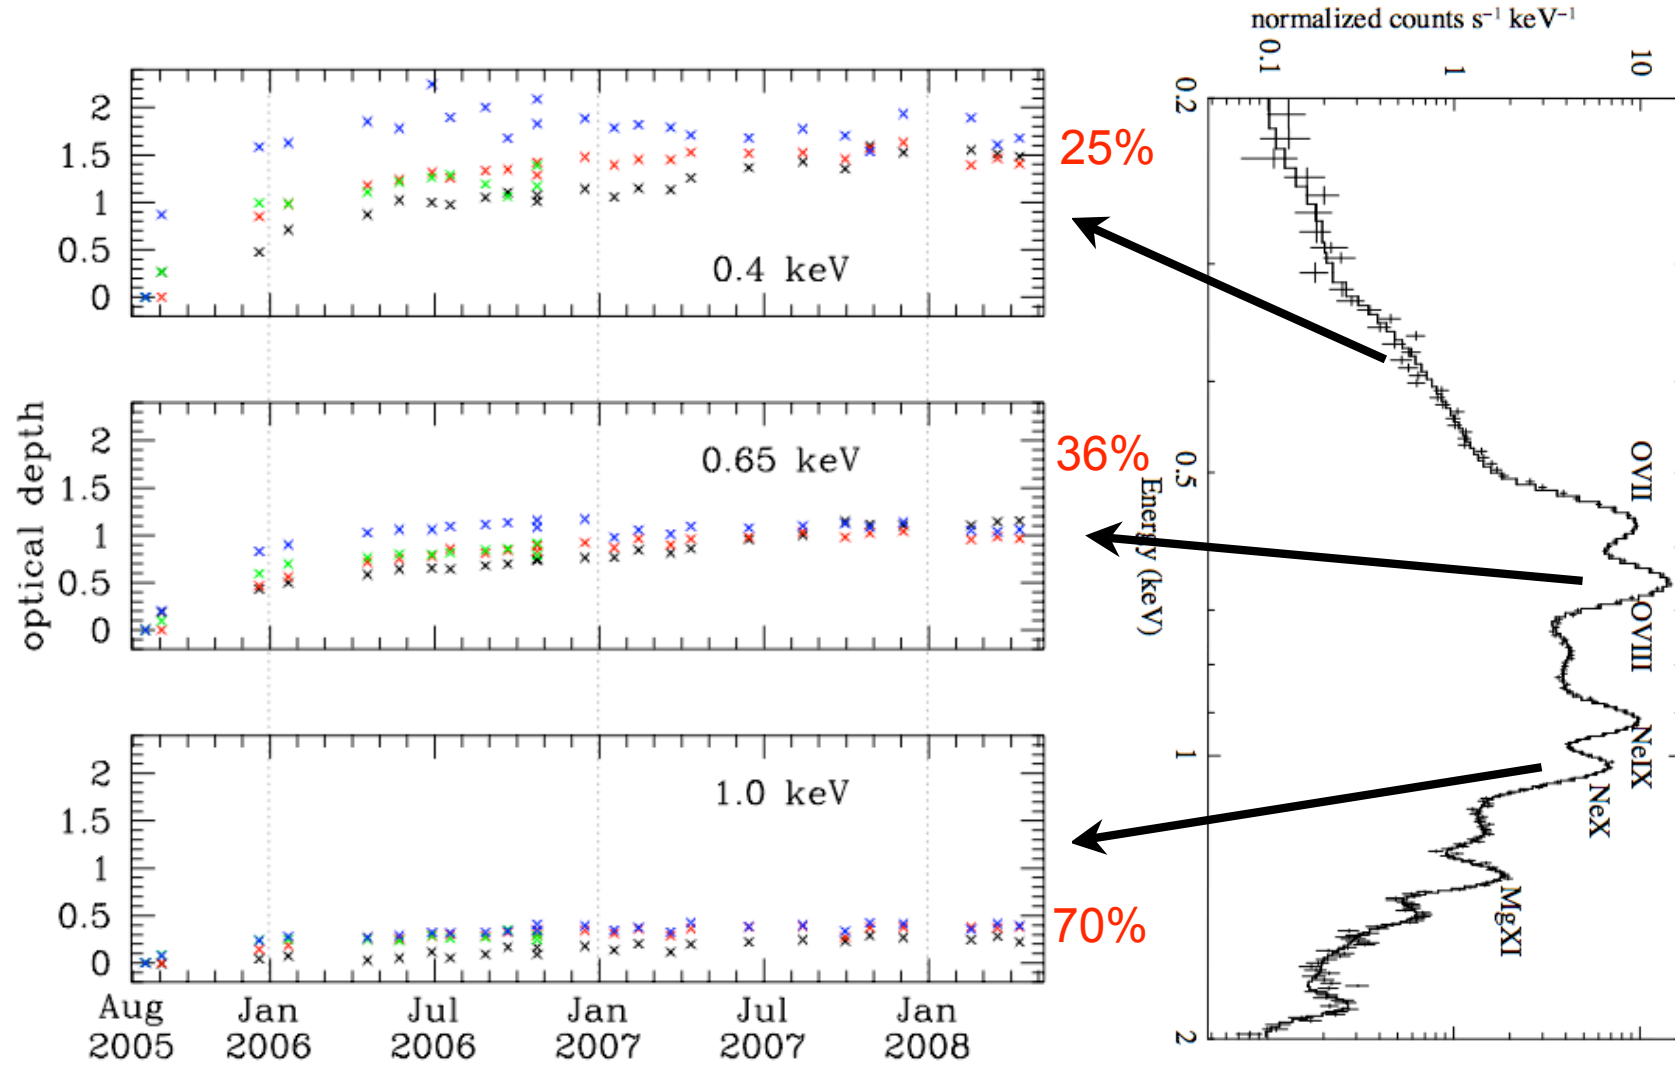 normalized counts s⁻¹ keV⁻¹
0.1
1
10
2
1.5
1
0.5
0
0.4 keV
25%
0.2
optical depth
2
1.5
1
0.5
0
0.65 keV
36%
0.5
Energy (keV)
OVII
OVIII
2
1.5
1
0.5
0
1.0 keV
70%
1
NeIX
NeX
MgXI
2
Aug
2005
Jan
2006
Jul
2006
Jan
2007
Jul
2007
Jan
2008